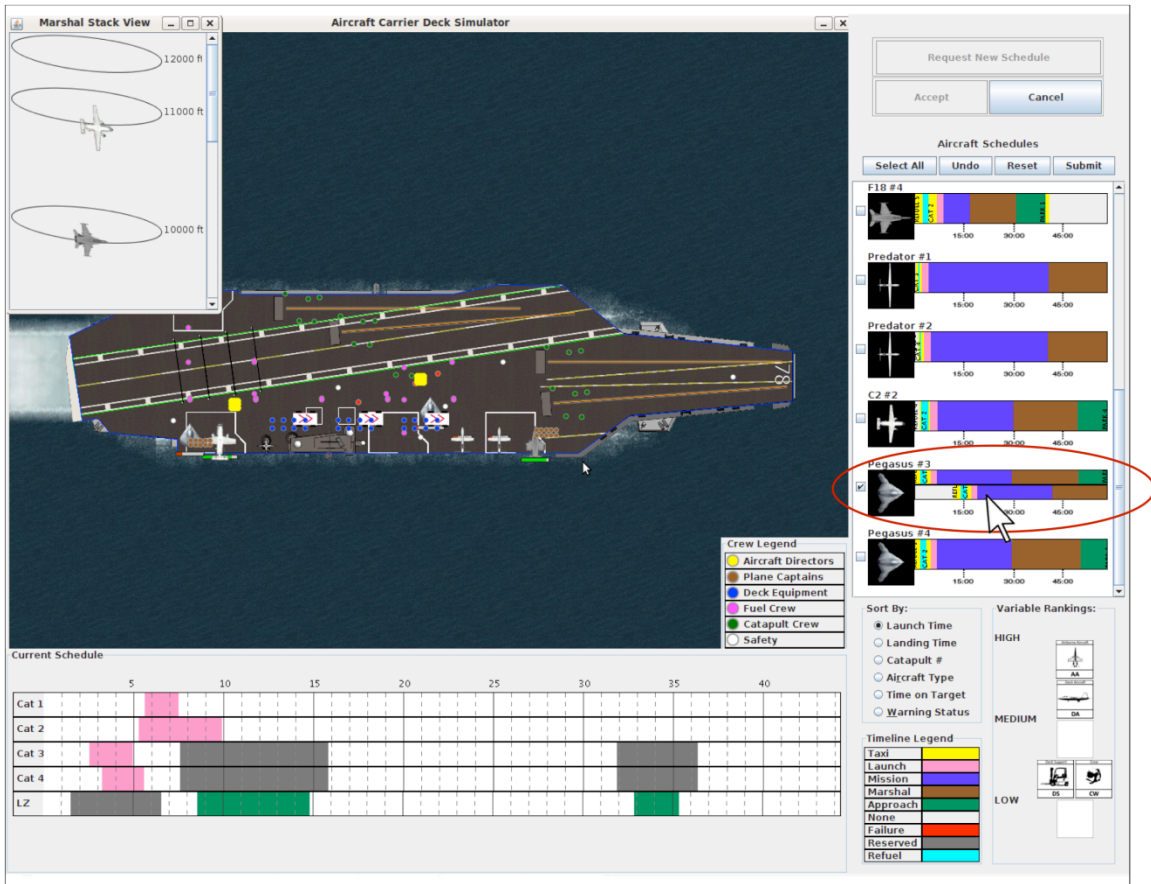 Marshal Stack View
Aircraft Carrier Deck Simulator
12000 ft
11000 ft
10000 ft
78
Request New Schedule
Accept
Cancel
Aircraft Schedules
Select All
Undo
Reset
Submit
F18 #4
CAT 2
15:00
30:00
45:00
Predator #1
15:00
30:00
45:00
Predator #2
15:00
30:00
45:00
C2 #2
15:00
30:00
45:00
Pegasus #3
15:00
30:00
45:00
Pegasus #4
CAT 2
15:00
30:00
45:00
Crew Legend
Aircraft Directors
Plane Captains
Deck Equipment
Fuel Crew
Catapult Crew
Safety
Sort By:
Launch Time
Landing Time
Catapult #
Aircraft Type
Time on Target
Warning Status
Timeline Legend
Taxi
Launch
Mission
Marshal
Approach
None
Failure
Reserved
Refuel
Variable Rankings:
HIGH
AA
DA
MEDIUM
DS
CW
LOW
Current Schedule
5
10
15
20
25
30
35
40
Cat 1
Cat 2
Cat 3
Cat 4
LZ